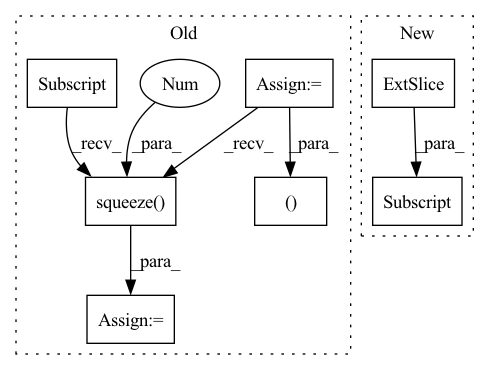 Old
New
Subscript
Num
Assign:=
ExtSlice
_recv_
_para_
_recv_
_para_
_para_
squeeze()
()
Subscript
_para_
Assign:=